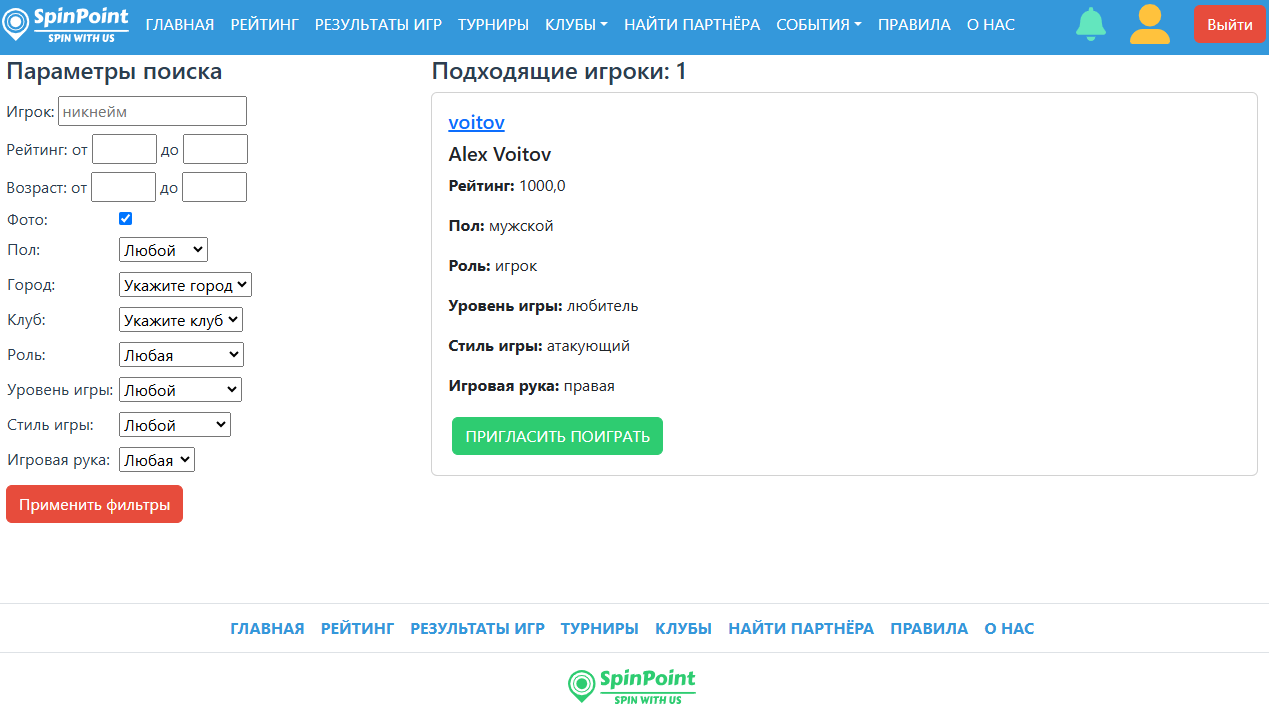 SpinPoint
SPIN WITH US
ГЛАВНАЯ РЕЙТИНГ РЕЗУЛЬТАТЫ ИГР ТУРНИРЫ КЛУБЫ НАЙТИ ПАРТНЁРА СОБЫТИЯ ПРАВИЛА О НАС
Выйти
Параметры поиска
Игрок: никнейм
Рейтинг: от до
Возраст: от до
Фото:
Пол: Любой
Город: Укажите город
Клуб: Укажите клуб
Роль: Любая
Уровень игры: Любой
Стиль игры: Любой
Игровая рука: Любая
Применить фильтры
Подходящие игроки: 1
voitov
Alex Voitov
Рейтинг: 1000,0
Пол: мужской
Роль: игрок
Уровень игры: любитель
Стиль игры: атакующий
Игровая рука: правая
ПРИГЛАСИТЬ ПОИГРАТЬ
ГЛАВНАЯ РЕЙТИНГ РЕЗУЛЬТАТЫ ИГР ТУРНИРЫ КЛУБЫ НАЙТИ ПАРТНЁРА ПРАВИЛА О НАС
SpinPoint
SPIN WITH US